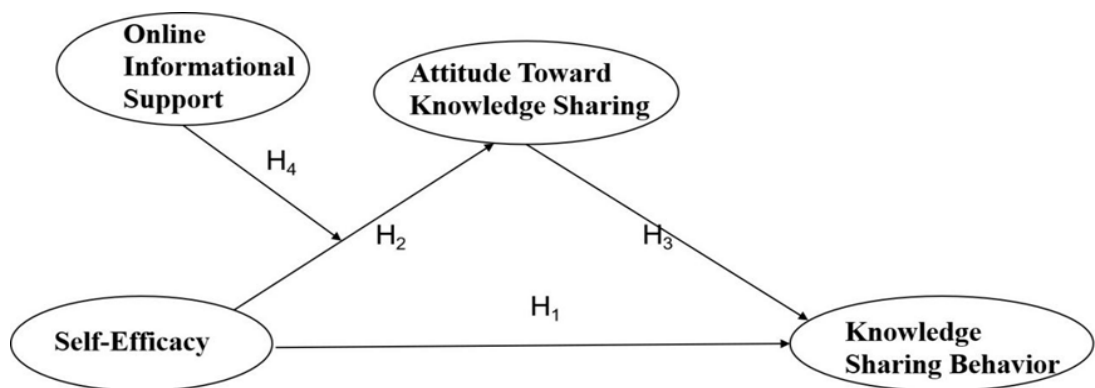 Online
Informational
Support
Attitude Toward
Knowledge Sharing
H₄
H₂
H₃
H₁
Self-Efficacy
Knowledge
Sharing Behavior